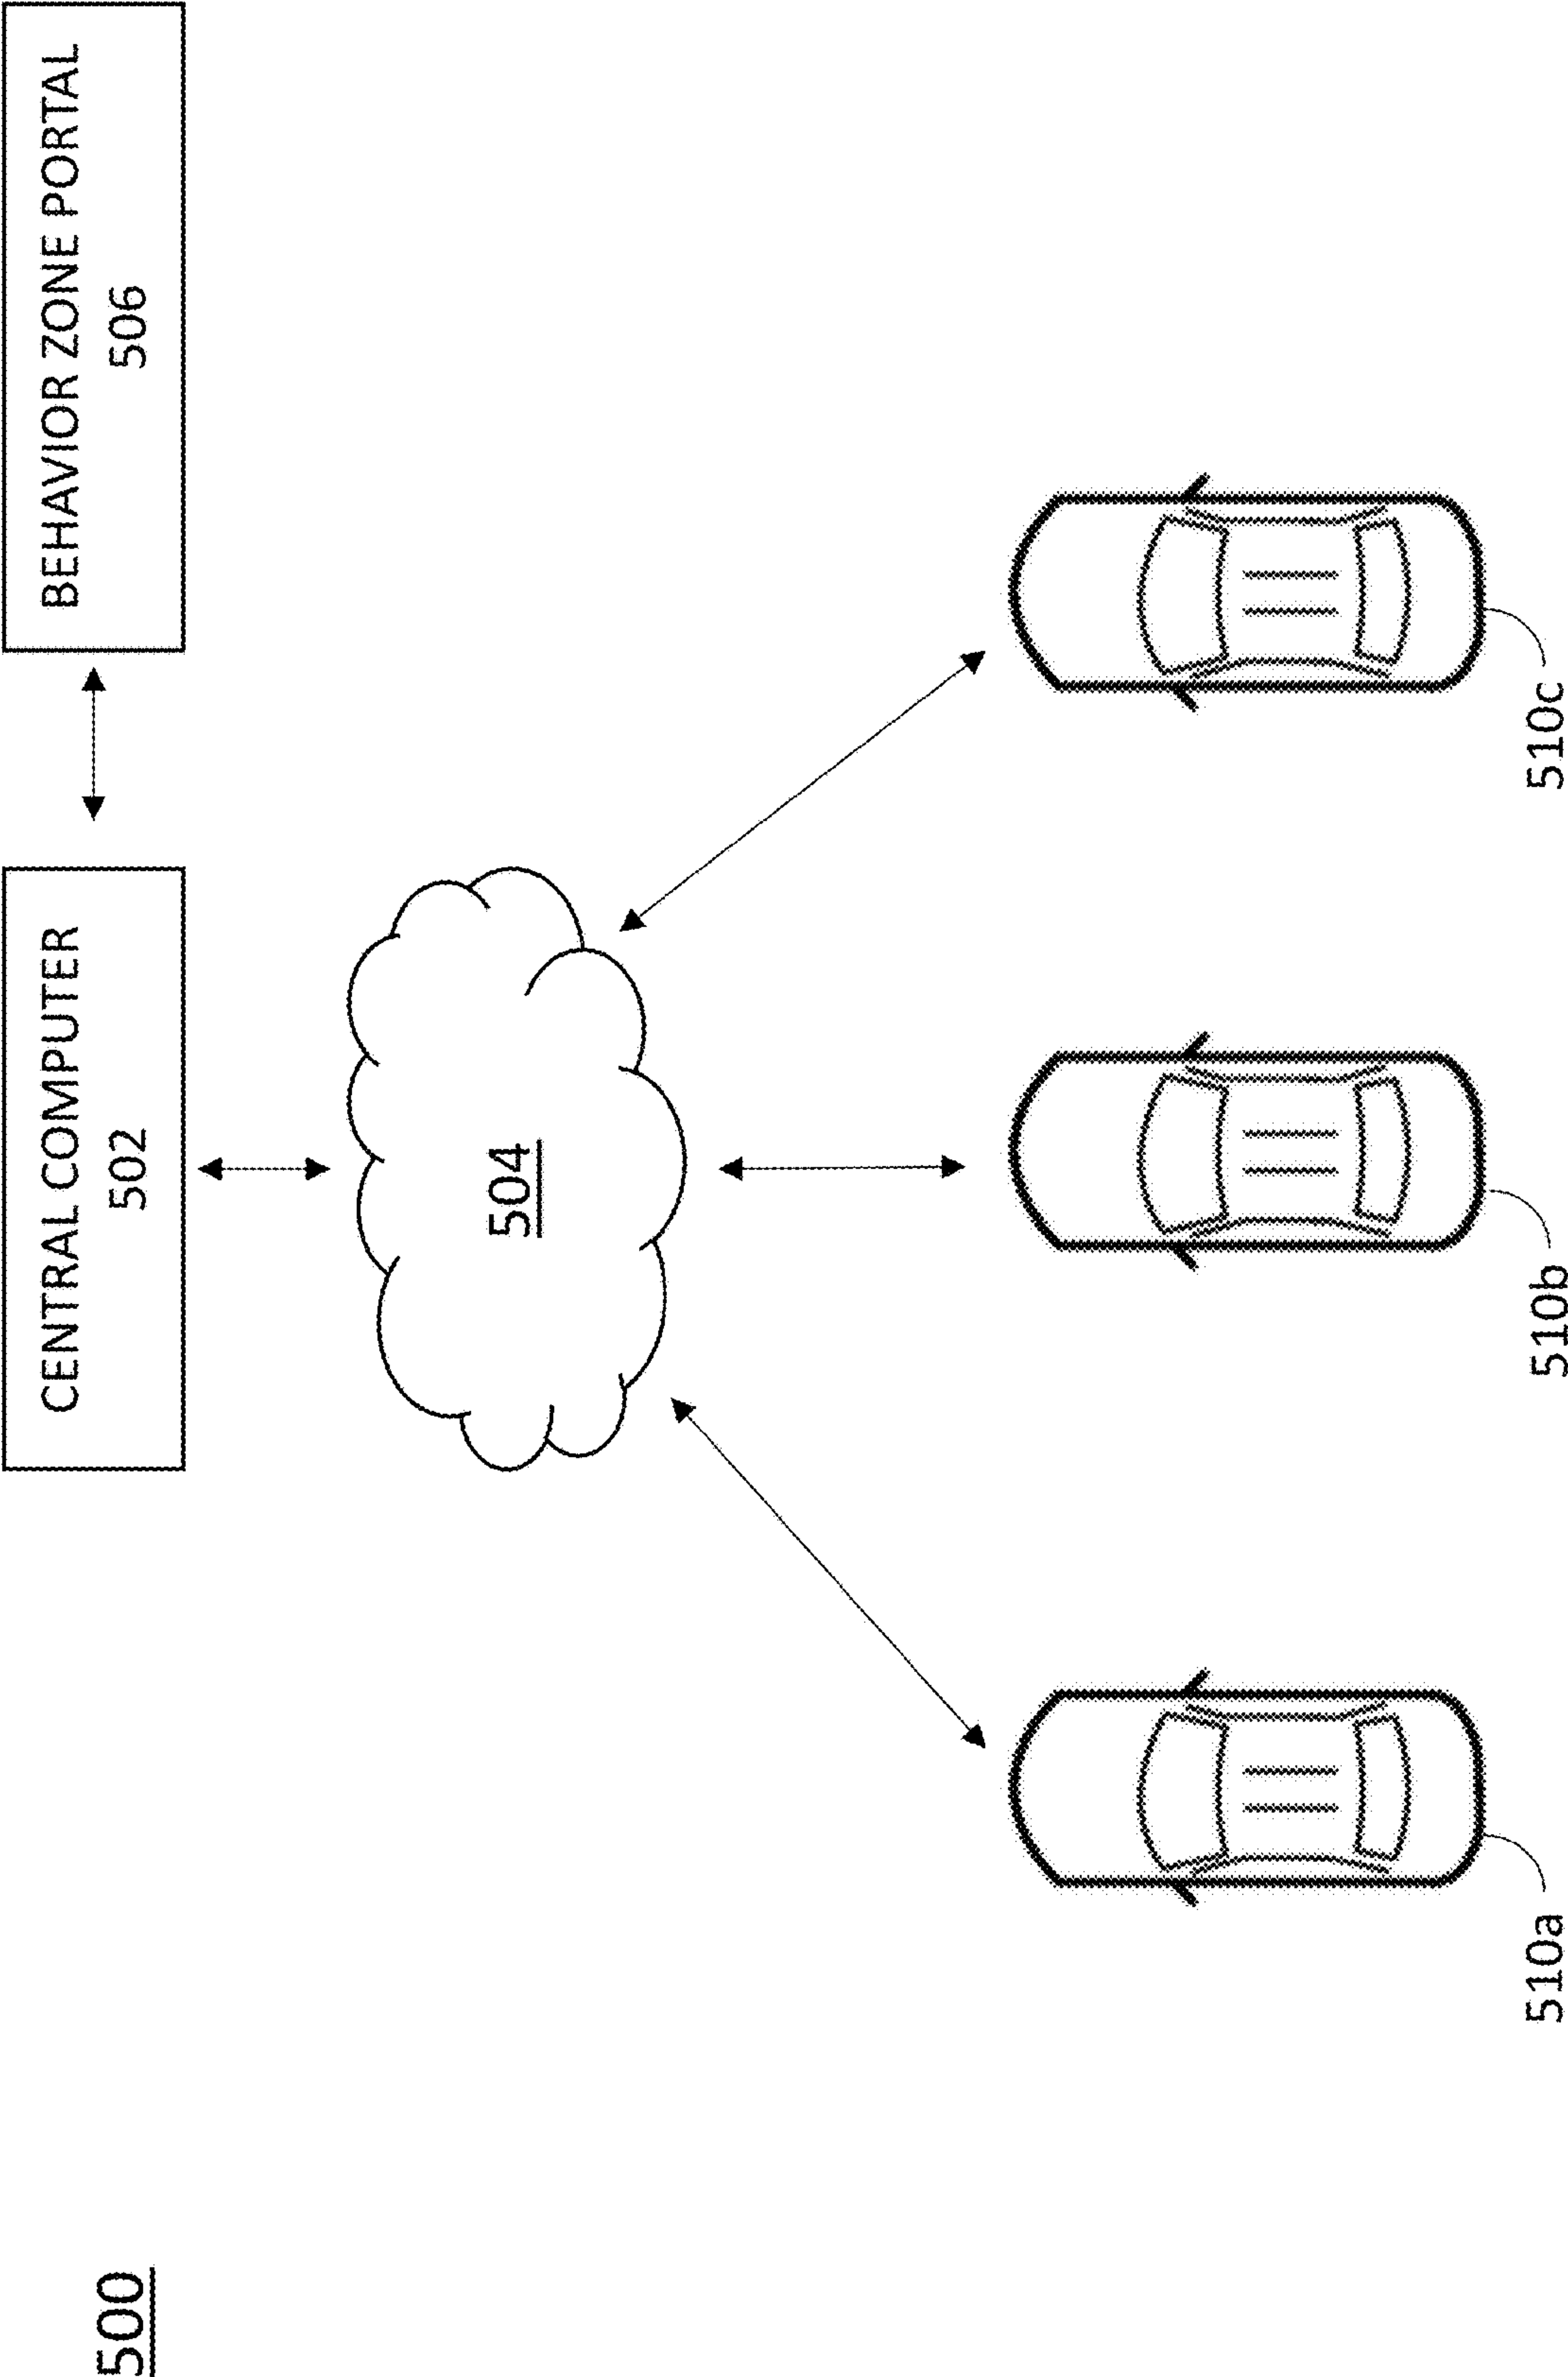 500
CENTRAL COMPUTER
502
BEHAVIOR ZONE PORTAL
506
504
510a
510b
510c